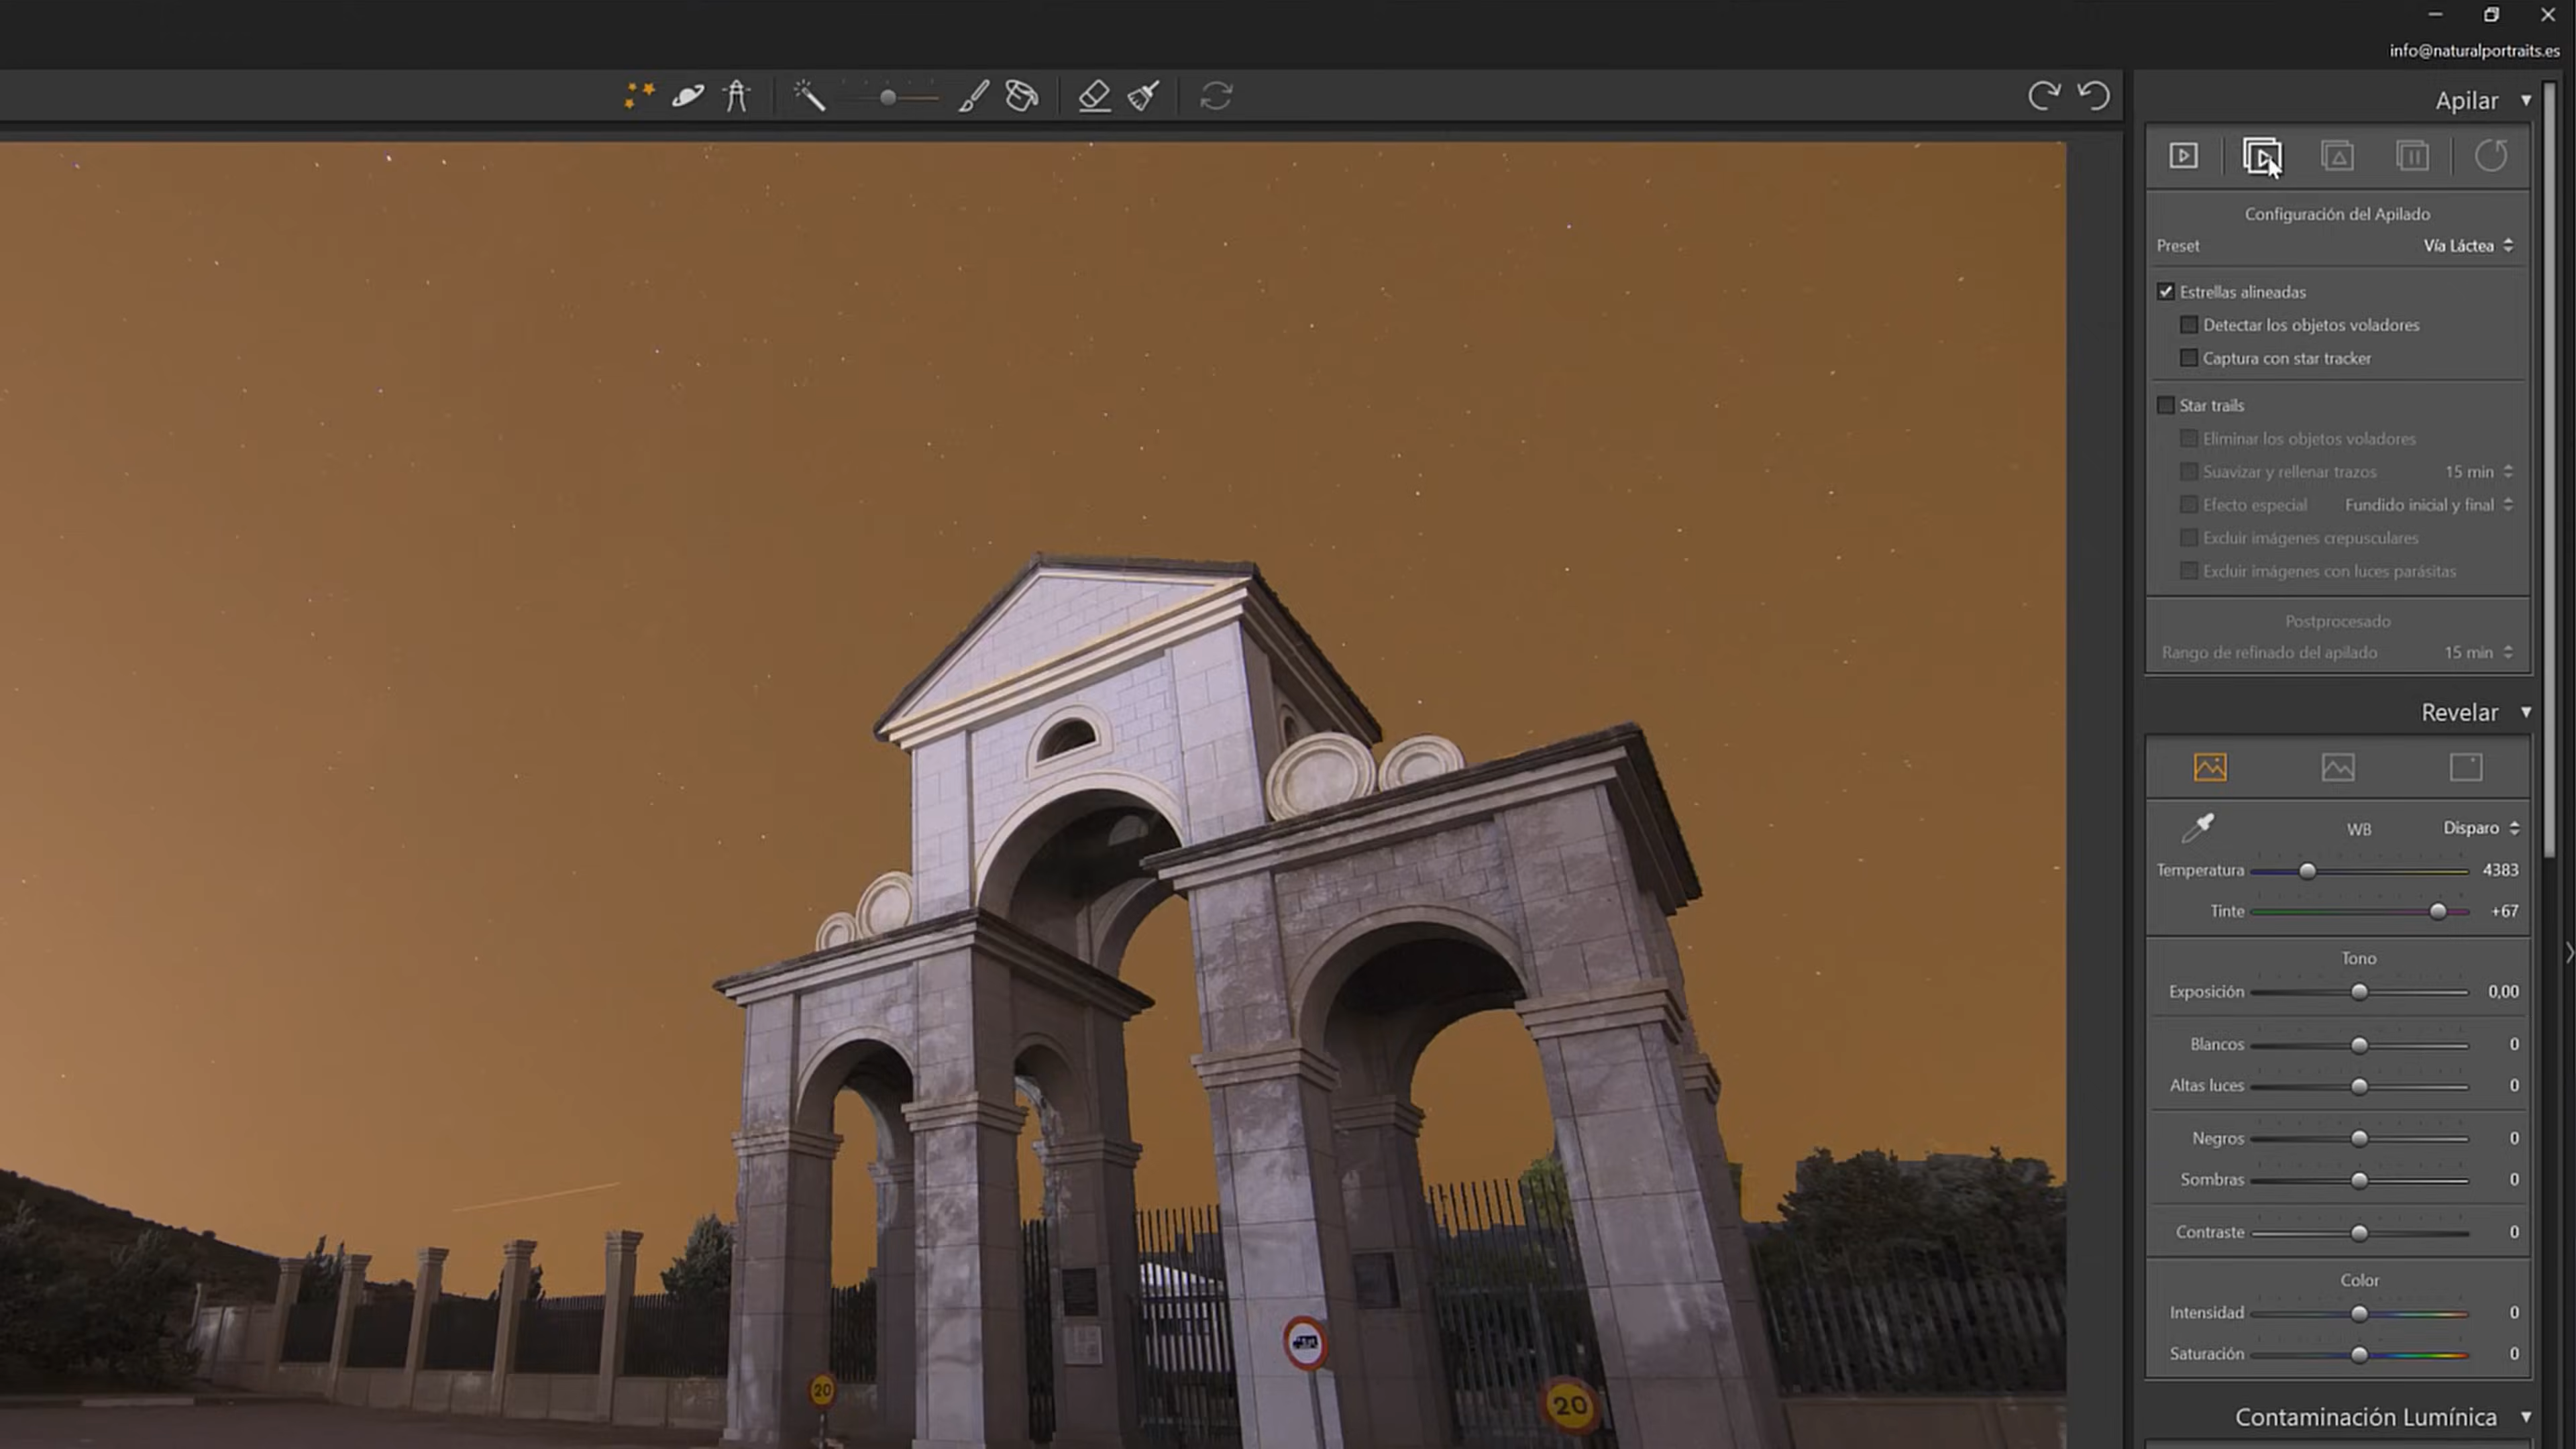 info@naturalportraits.es
Apilar
Configuración del Apilado
Preset Vía Láctea
Estrellas alineadas
Detectar los objetos voladores
Captura con star tracker
Star trails
Eliminar los objetos voladores
Suavizar y rellenar trazos 15 min
Efecto especial Fundido inicial y final
Excluir imágenes crepusculares
Excluir imágenes con luces parásitas
Postprocesado
Rango de refinado del apilado 15 min
Revelar
WB Disparo
Temperatura 4383
Tinte +67
Tono
Exposición 0,00
Blancos 0
Altas luces 0
Negros 0
Sombras 0
Contraste 0
Color
Intensidad 0
Saturación 0
Contaminación Lumínica
20
20